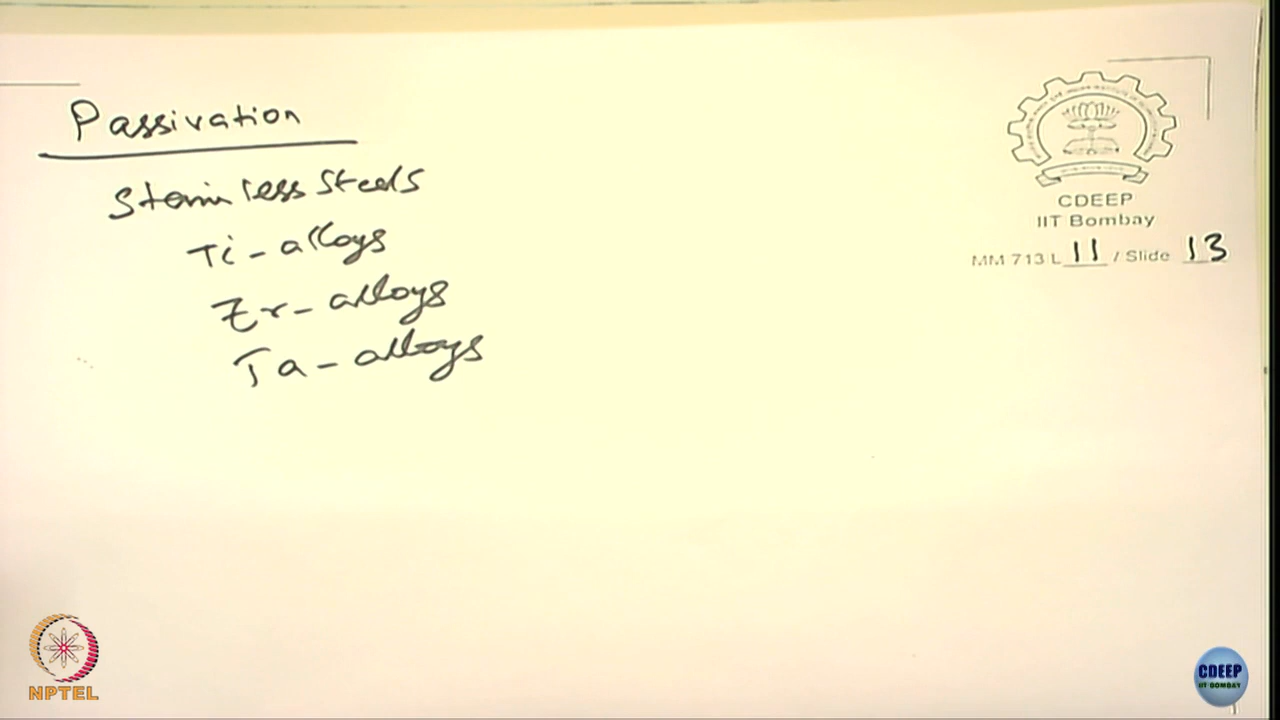 Passivation
Stainless Steels
Ti - alloys
Zr - alloys
Ta - alloys
CDEEP
IIT Bombay
MM 713 L 11 / Slide 13
NPTEL
CDEEP
IIT BOMBAY